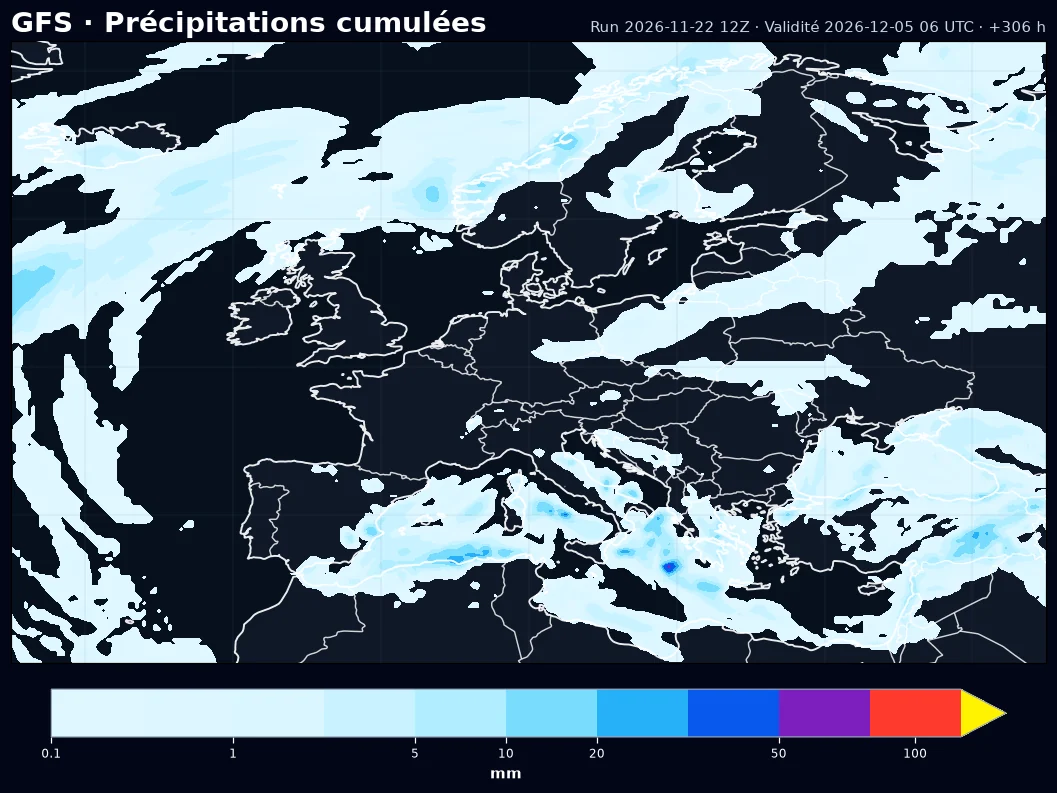 GFS · Précipitations cumulées
Run 2026-11-22 12Z · Validité 2026-12-05 06 UTC · +306 h
0.1 1 5 10 20 50 100
mm